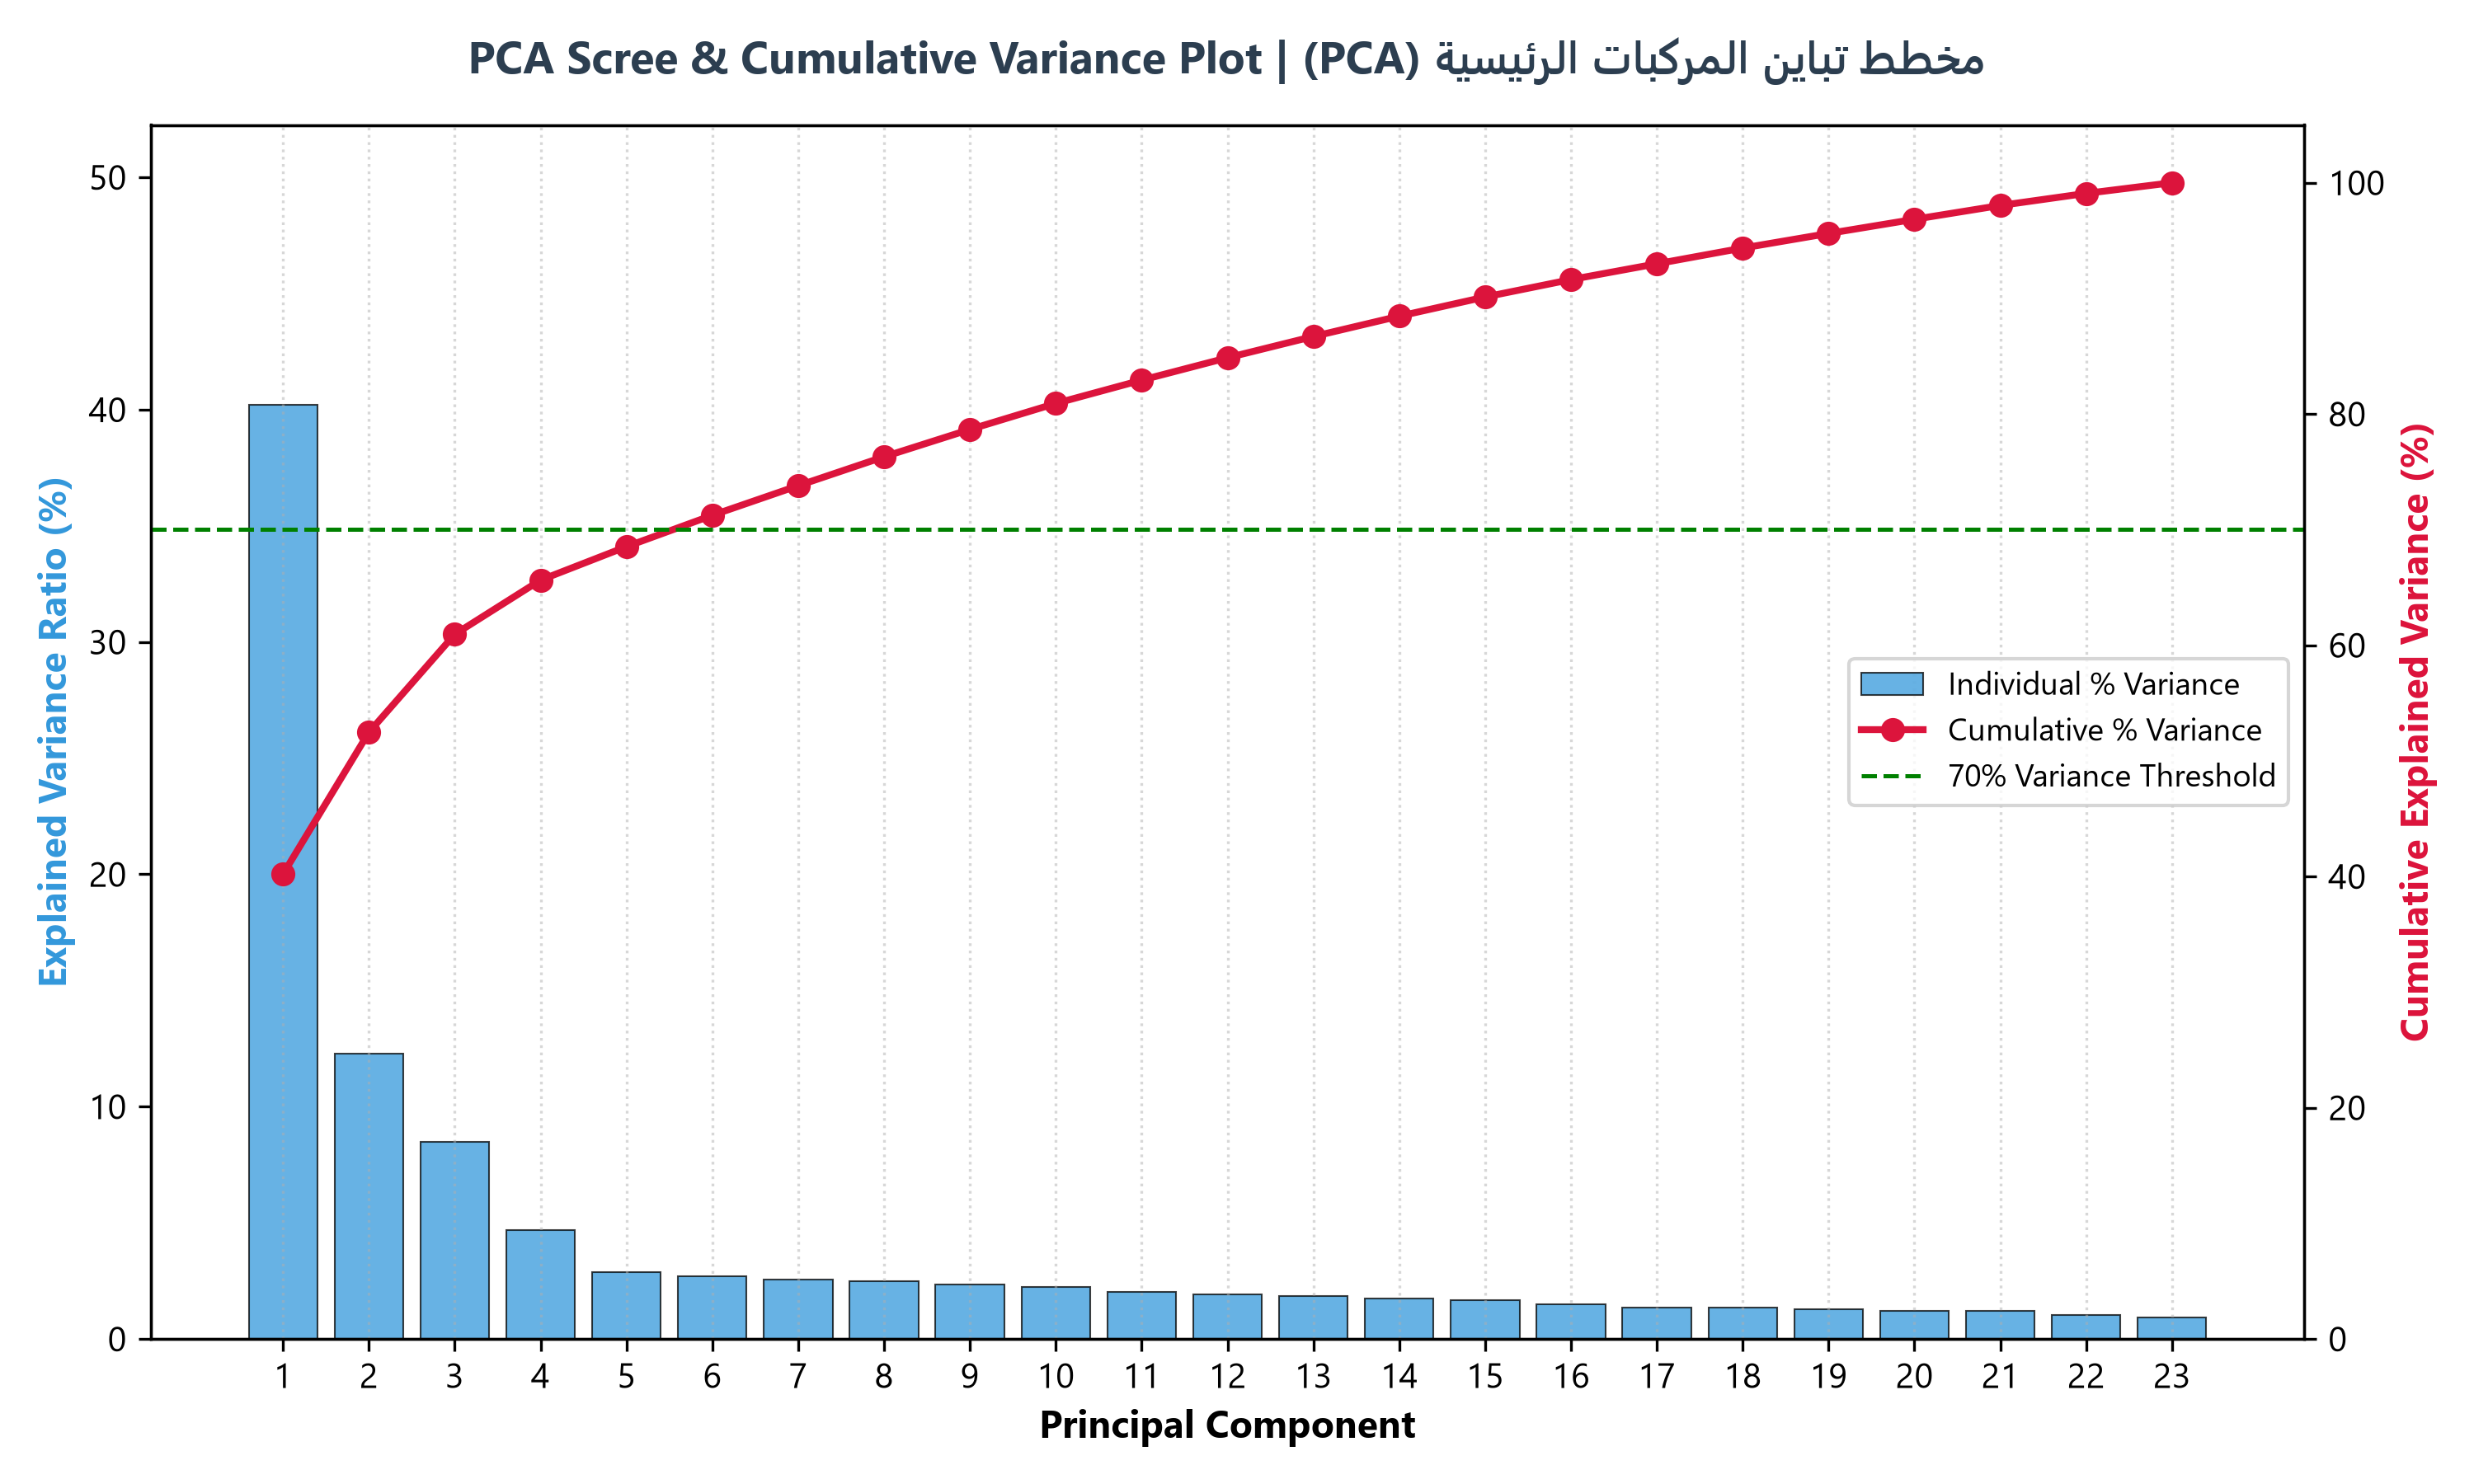 PCA Scree & Cumulative Variance Plot | (PCA) مخطط تباين المركبات الرئيسية
Explained Variance Ratio (%)
50
40
30
20
10
0
100
80
60
40
20
0
Cumulative Explained Variance (%)
Individual % Variance
Cumulative % Variance
70% Variance Threshold
1 2 3 4 5 6 7 8 9 10 11 12 13 14 15 16 17 18 19 20 21 22 23
Principal Component